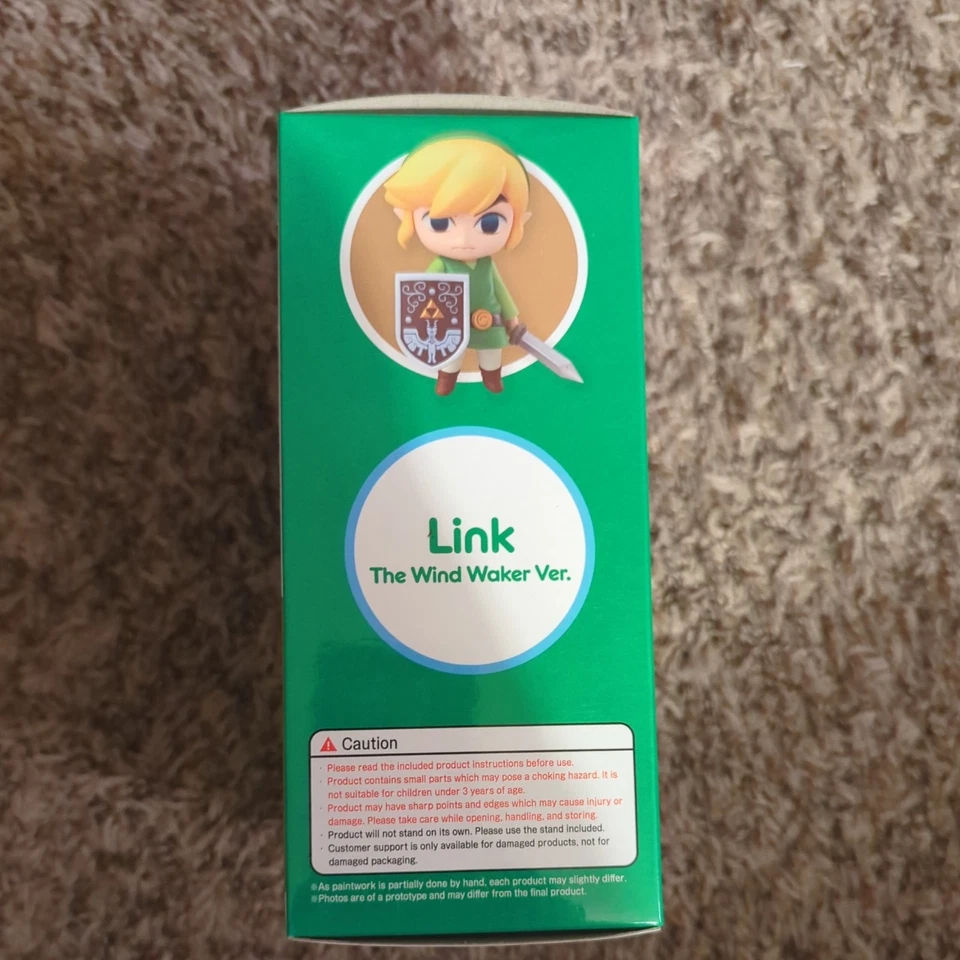 Link
The Wind Waker Ver.
Caution
· Please read the included product instructions before use.
· Product contains small parts which may pose a choking hazard. It is
not suitable for children under 3 years of age.
· Product may have sharp points and edges which may cause injury or
damage. Please take care while opening, handling, and storing.
· Product will not stand on its own. Please use the stand included.
· Customer support is only available for damaged products, not for
damaged packaging.
※As paintwork is partially done by hand, each product may slightly differ.
※Photos are of a prototype and may differ from the final product.